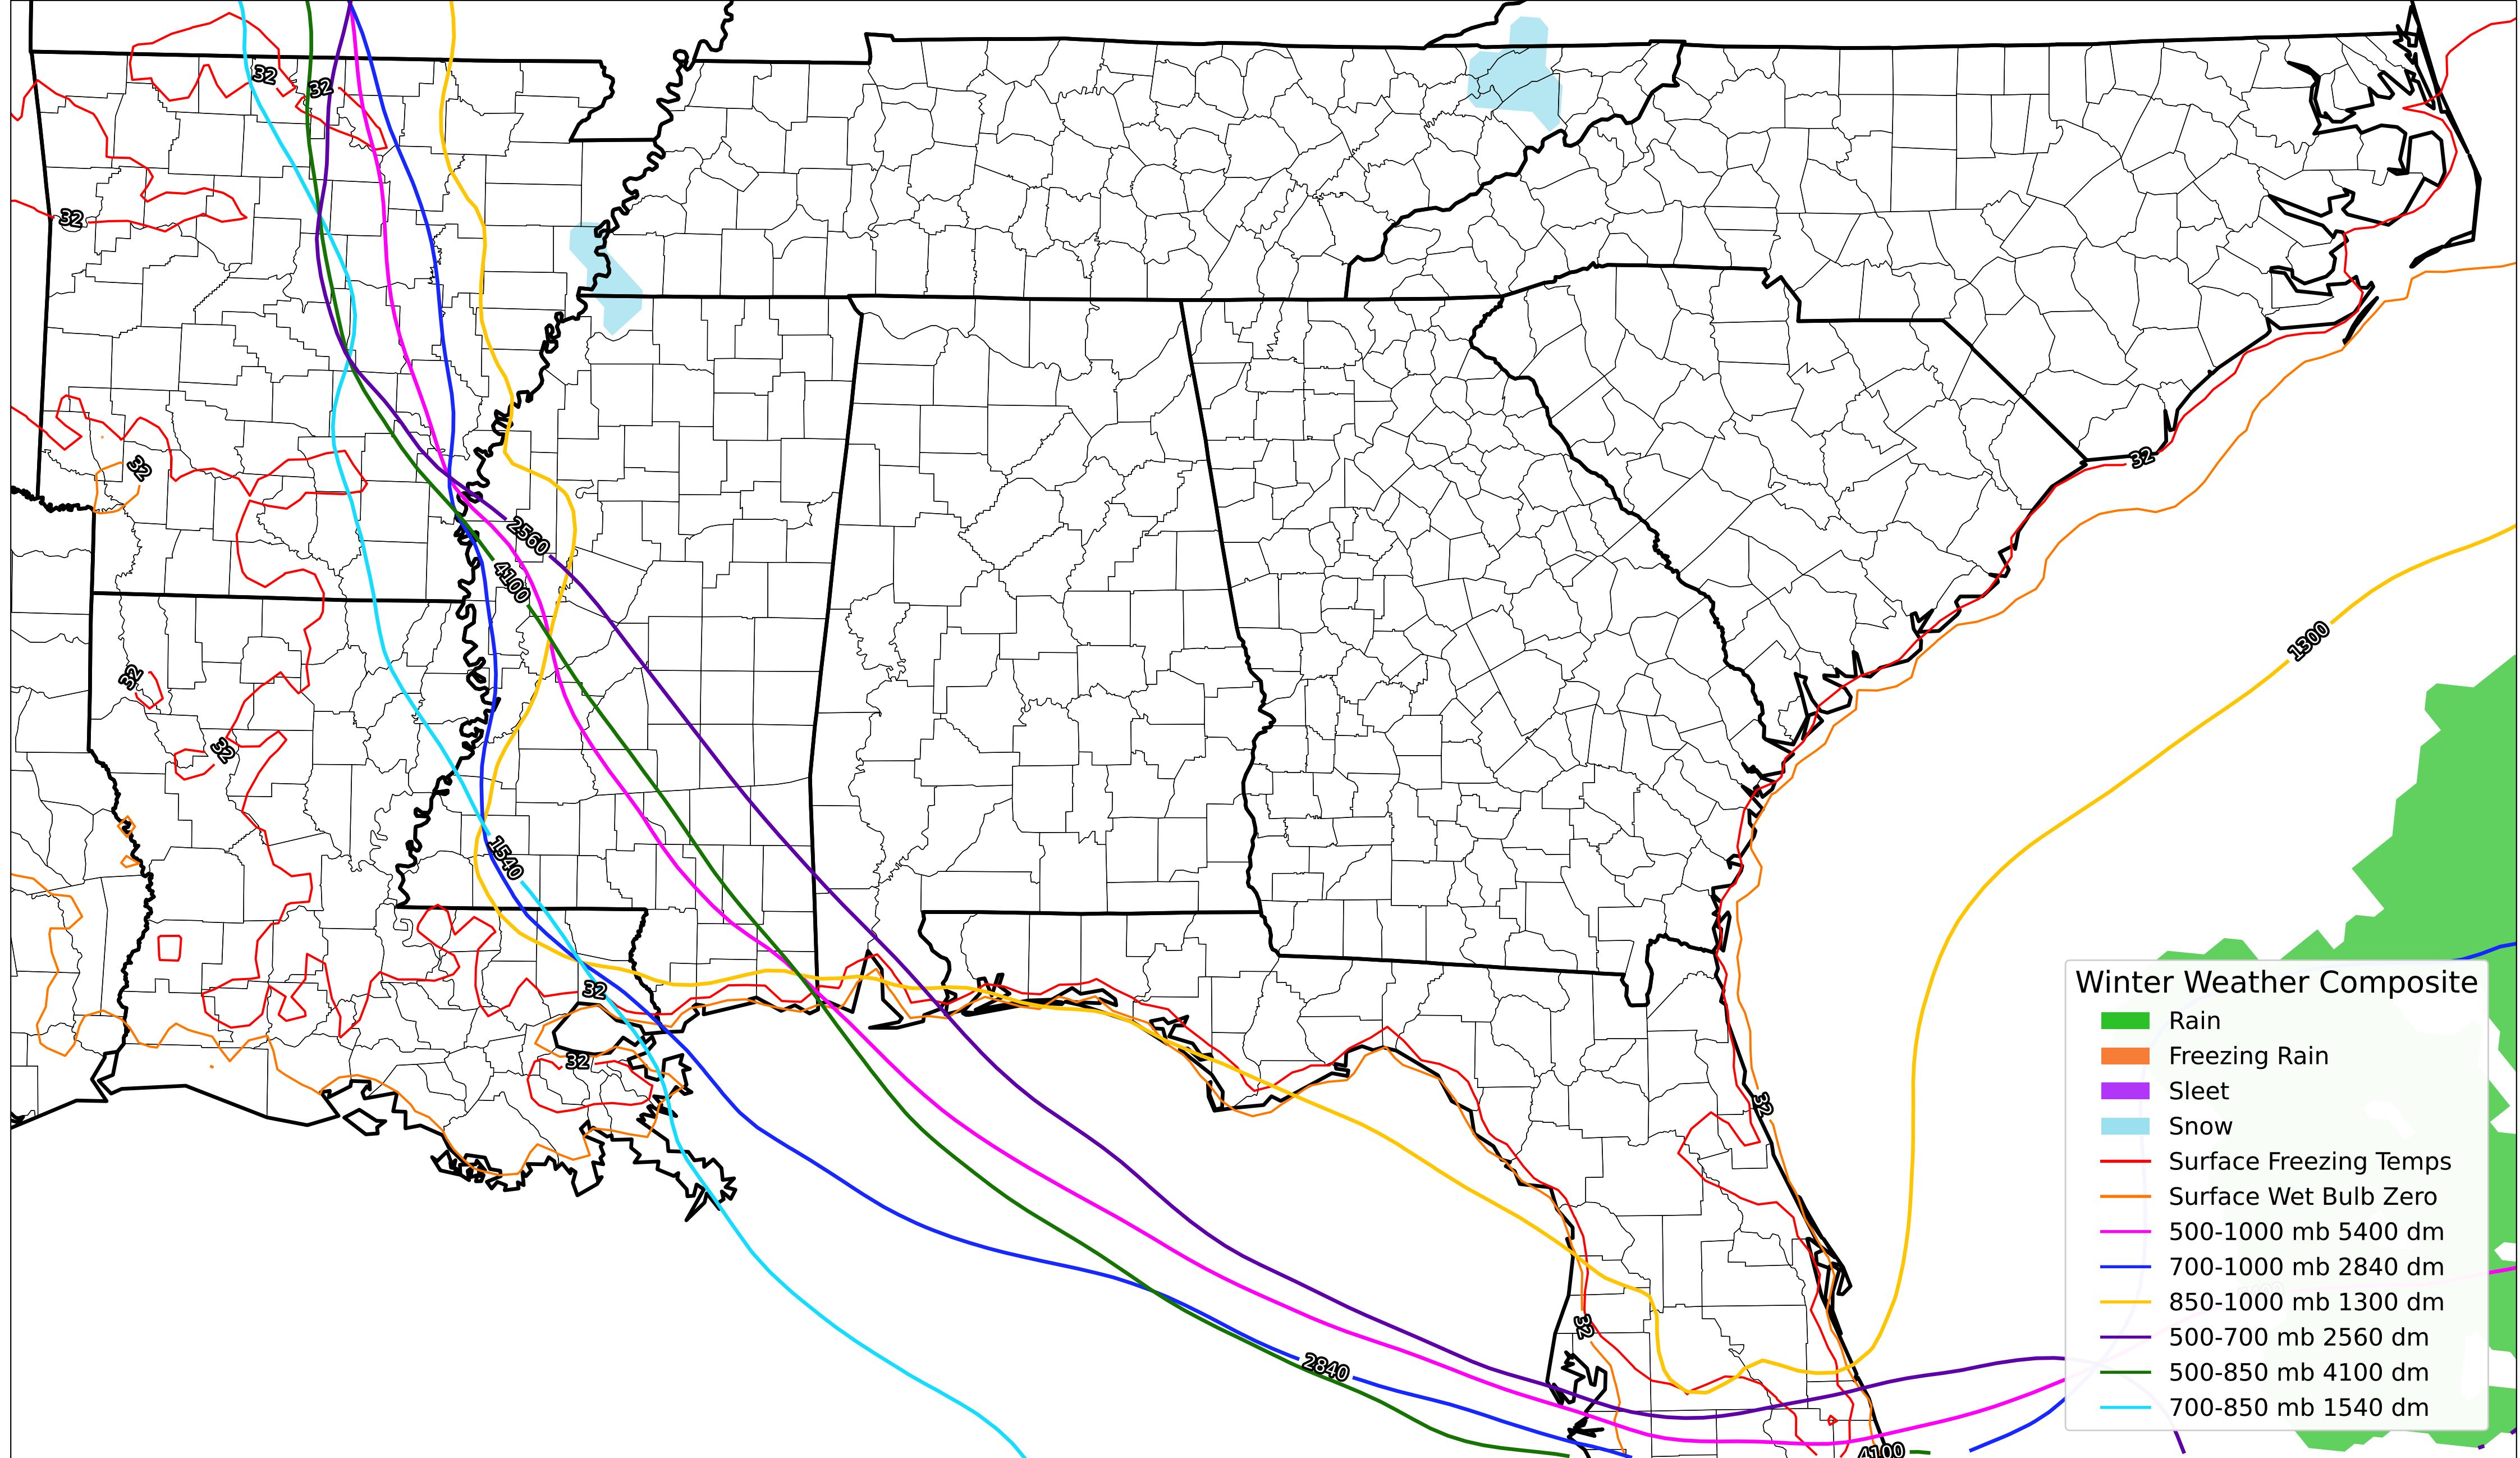 32
32
32
32
2560
4100
32
1300
32
32
1540
32
32
32
32
2840
4100
Winter Weather Composite
Rain
Freezing Rain
Sleet
Snow
Surface Freezing Temps
Surface Wet Bulb Zero
500-1000 mb 5400 dm
700-1000 mb 2840 dm
850-1000 mb 1300 dm
500-700 mb 2560 dm
500-850 mb 4100 dm
700-850 mb 1540 dm